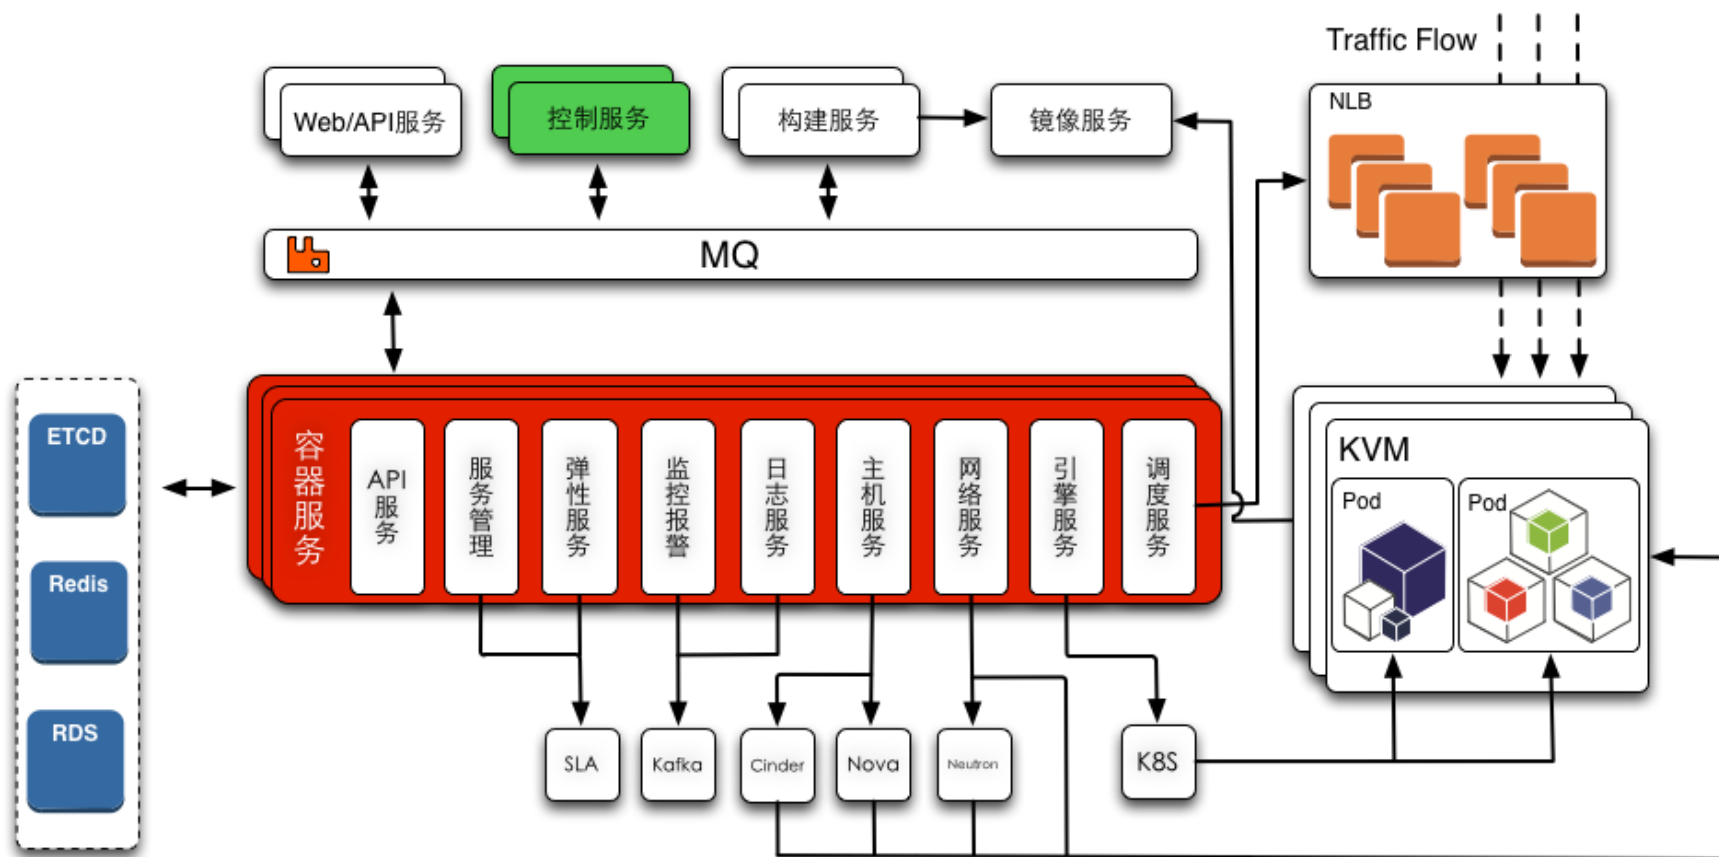 Traffic Flow
Web/API服务
控制服务
构建服务
镜像服务
NLB
MQ
ETCD
Redis
RDS
容器服务
API服务
服务管理
弹性服务
监控报警
日志服务
主机服务
网络服务
引擎服务
调度服务
KVM
Pod
Pod
SLA
Kafka
Cinder
Nova
Neutron
K8S